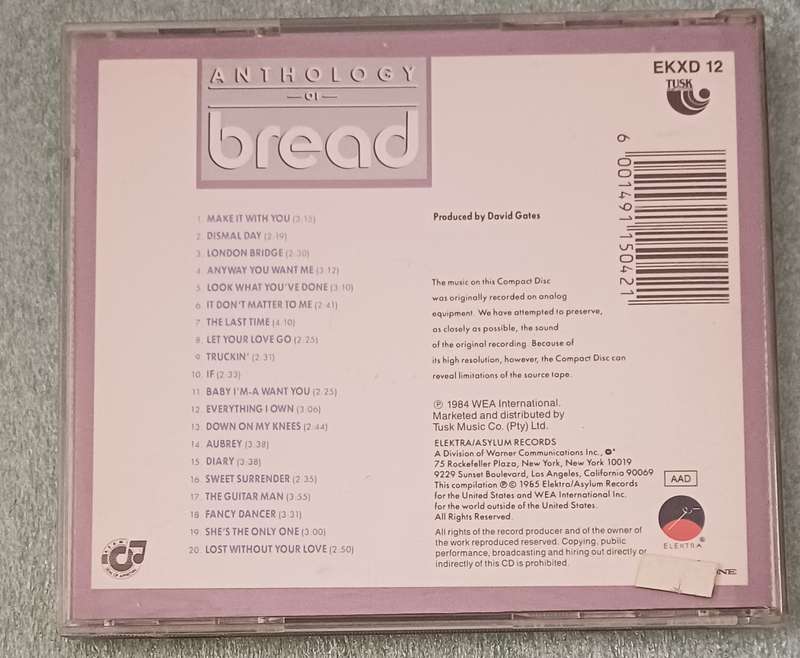 ANTHOLOGY
OF
bread
EKXD 12
TUSK
6 001491 150421
1. MAKE IT WITH YOU (3:15)
2. DISMAL DAY (2:19)
3. LONDON BRIDGE (2:30)
4. ANYWAY YOU WANT ME (3:12)
5. LOOK WHAT YOU'VE DONE (3:10)
6. IT DON'T MATTER TO ME (2:41)
7. THE LAST TIME (4:10)
8. LET YOUR LOVE GO (2:25)
9. TRUCKIN' (2:31)
10. IF (2:33)
11. BABY I'M-A WANT YOU (2:25)
12. EVERYTHING I OWN (3:06)
13. DOWN ON MY KNEES (2:44)
14. AUBREY (3:38)
15. DIARY (3:38)
16. SWEET SURRENDER (2:35)
17. THE GUITAR MAN (3:55)
18. FANCY DANCER (3:31)
19. SHE'S THE ONLY ONE (3:00)
20. LOST WITHOUT YOUR LOVE (2:50)
Produced by David Gates
The music on this Compact Disc
was originally recorded on analog
equipment. We have attempted to preserve,
as closely as possible, the sound
of the original recording. Because of
its high resolution, however, the Compact Disc can
reveal limitations of the source tape.
℗ 1984 WEA International.
Marketed and distributed by
Tusk Music Co. (Pty) Ltd.
ELEKTRA/ASYLUM RECORDS
A Division of Warner Communications Inc.,
75 Rockefeller Plaza, New York, New York 10019
9229 Sunset Boulevard, Los Angeles, California 90069
This compilation ℗© 1985 Elektra/Asylum Records
for the United States and WEA International Inc.
for the world outside of the United States.
All Rights Reserved.
AAD
ELEKTRA®
All rights of the record producer and of the owner of
the work reproduced reserved. Copying, public
performance, broadcasting and hiring out directly or
indirectly of this CD is prohibited.